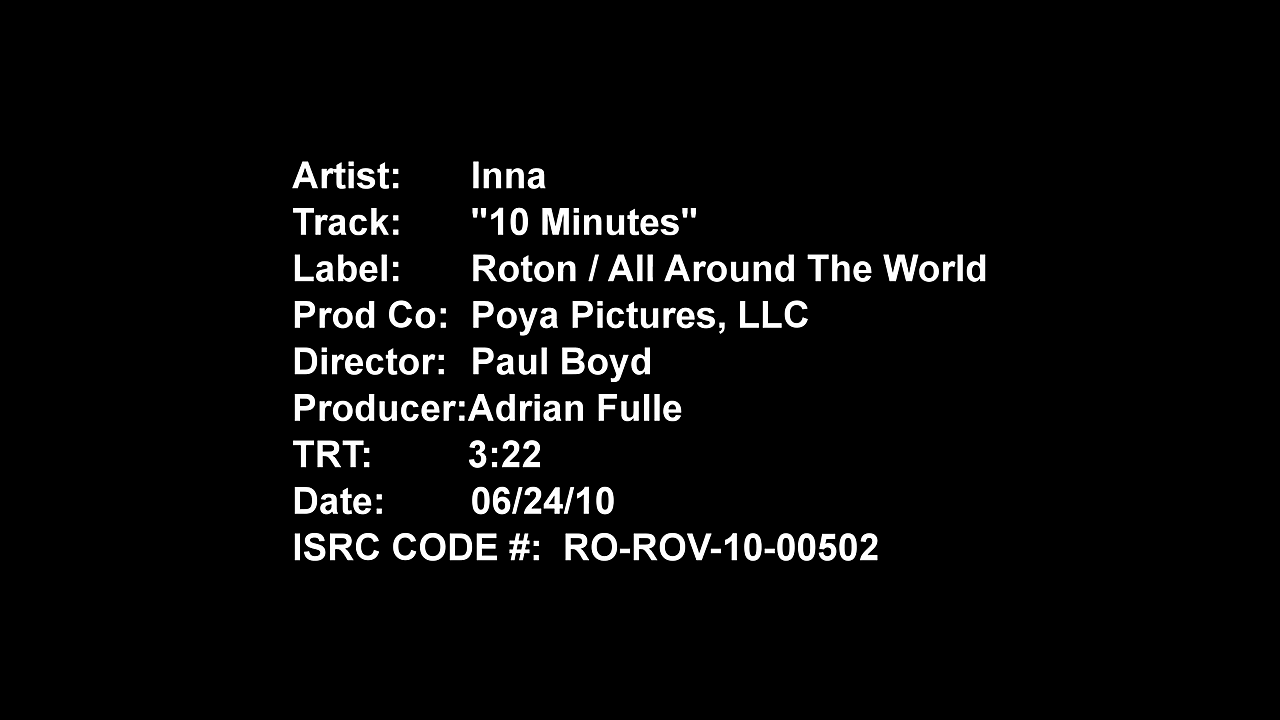 Artist: Inna
Track: "10 Minutes"
Label: Roton / All Around The World
Prod Co: Poya Pictures, LLC
Director: Paul Boyd
Producer:Adrian Fulle
TRT: 3:22
Date: 06/24/10
ISRC CODE #: RO-ROV-10-00502